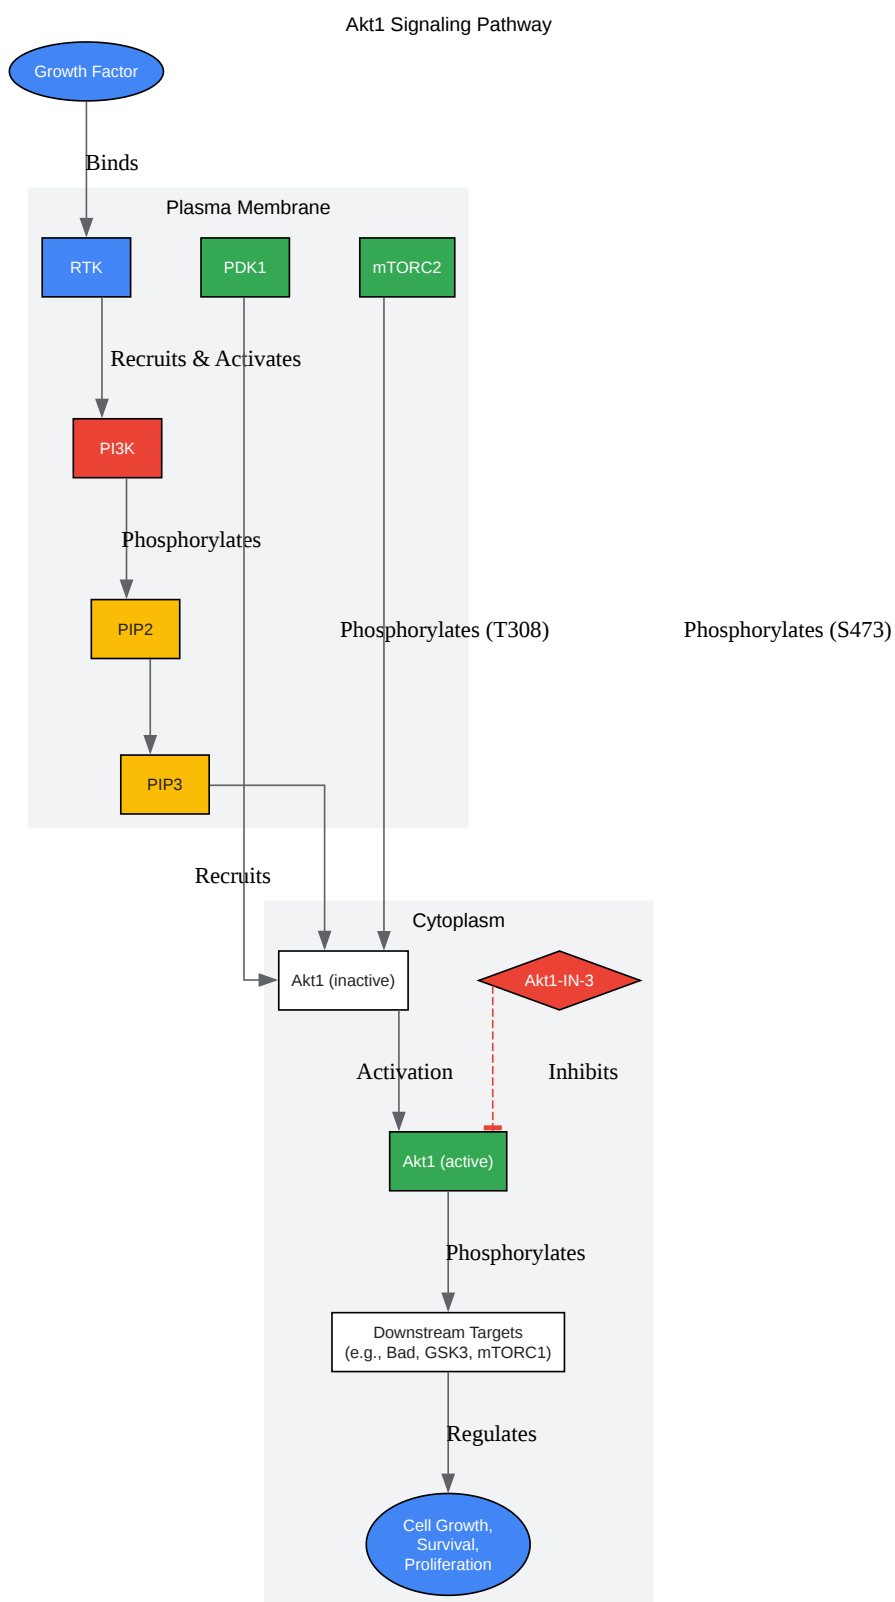 Akt1 Signaling Pathway
Growth Factor
Binds
Plasma Membrane
RTK
PDK1
mTORC2
Recruits & Activates
PI3K
Phosphorylates
PIP2
Phosphorylates (T308)
Phosphorylates (S473)
PIP3
Recruits
Cytoplasm
Akt1 (inactive)
Akt1-IN-3
Activation
Inhibits
Akt1 (active)
Phosphorylates
Downstream Targets
(e.g., Bad, GSK3, mTORC1)
Regulates
Cell Growth,
Survival,
Proliferation